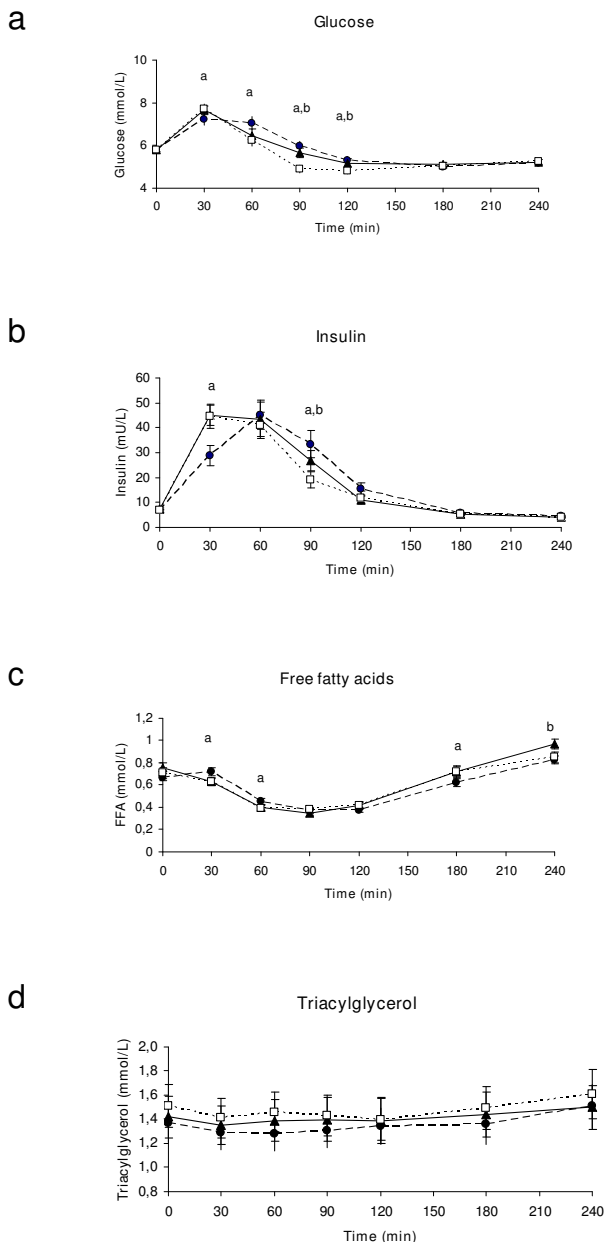 a
Glucose
10
8
6
4
Glucose (mmol/L)
a
a
a,b
a,b
0 30 60 90 120 150 180 210 240
Time (min)
b
Insulin
60
50
40
30
20
10
0
Insulin (mU/L)
a
a,b
0 30 60 90 120 150 180 210 240
Time (min)
c
Free fatty acids
1,2
1
0,8
0,6
0,4
0,2
0
FFA (mmol/L)
a
a
a
b
0 30 60 90 120 150 180 210 240
Time (min)
d
Triacylglycerol
2,0
1,8
1,6
1,4
1,2
1,0
0,8
Triacylglycerol (mmol/L)
0 30 60 90 120 150 180 210 240
Time (min)